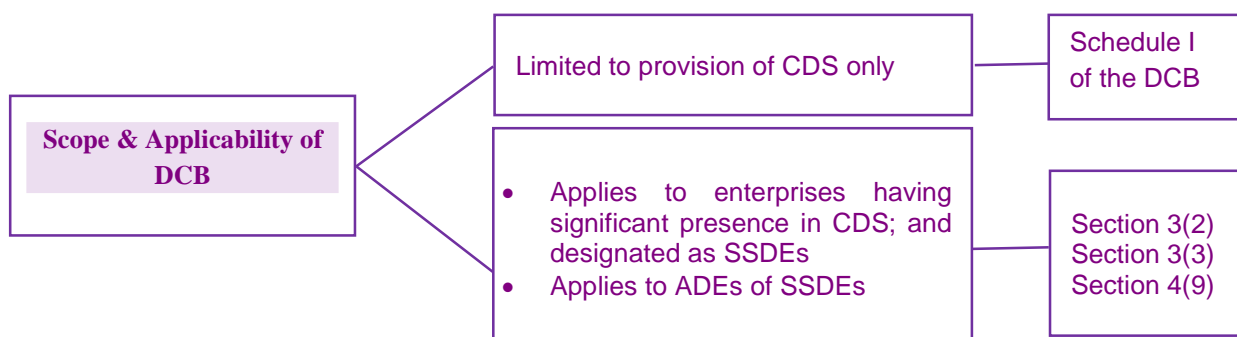 Scope & Applicability of
DCB
Limited to provision of CDS only
Schedule I
of the DCB
• Applies to enterprises having
significant presence in CDS; and
designated as SSDEs
• Applies to ADEs of SSDEs
Section 3(2)
Section 3(3)
Section 4(9)